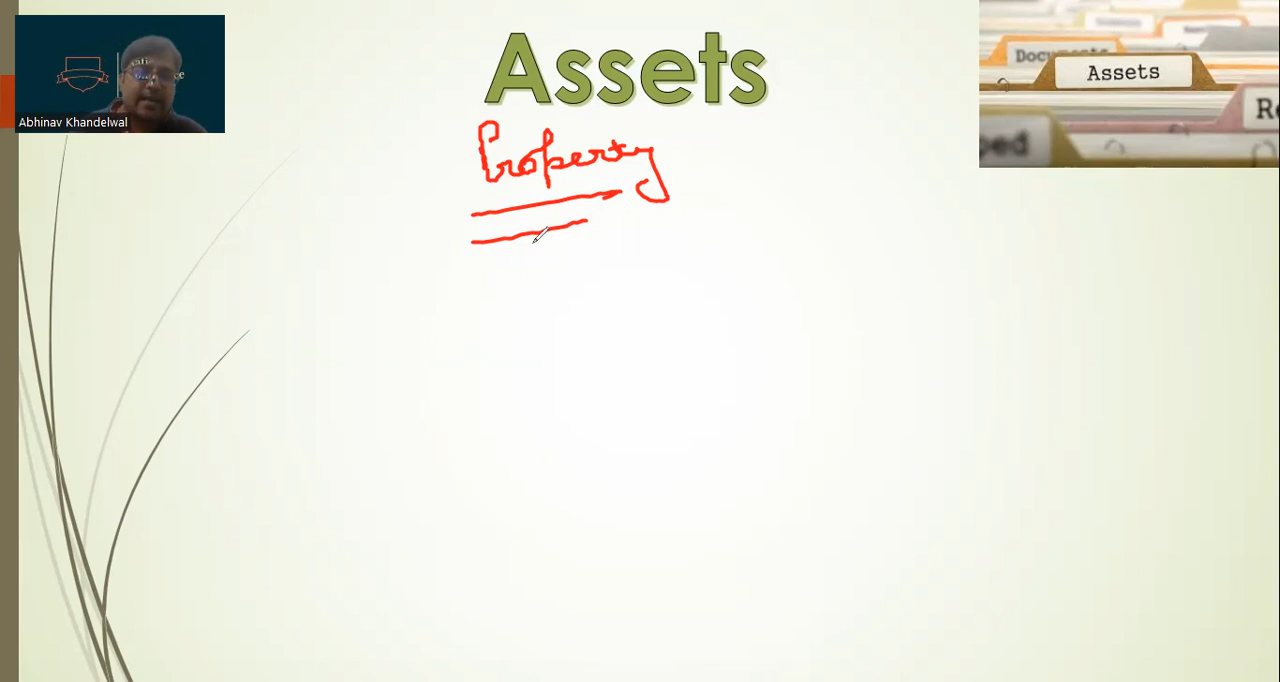 Assets
Property
Abhinav Khandelwal
Documents
Assets